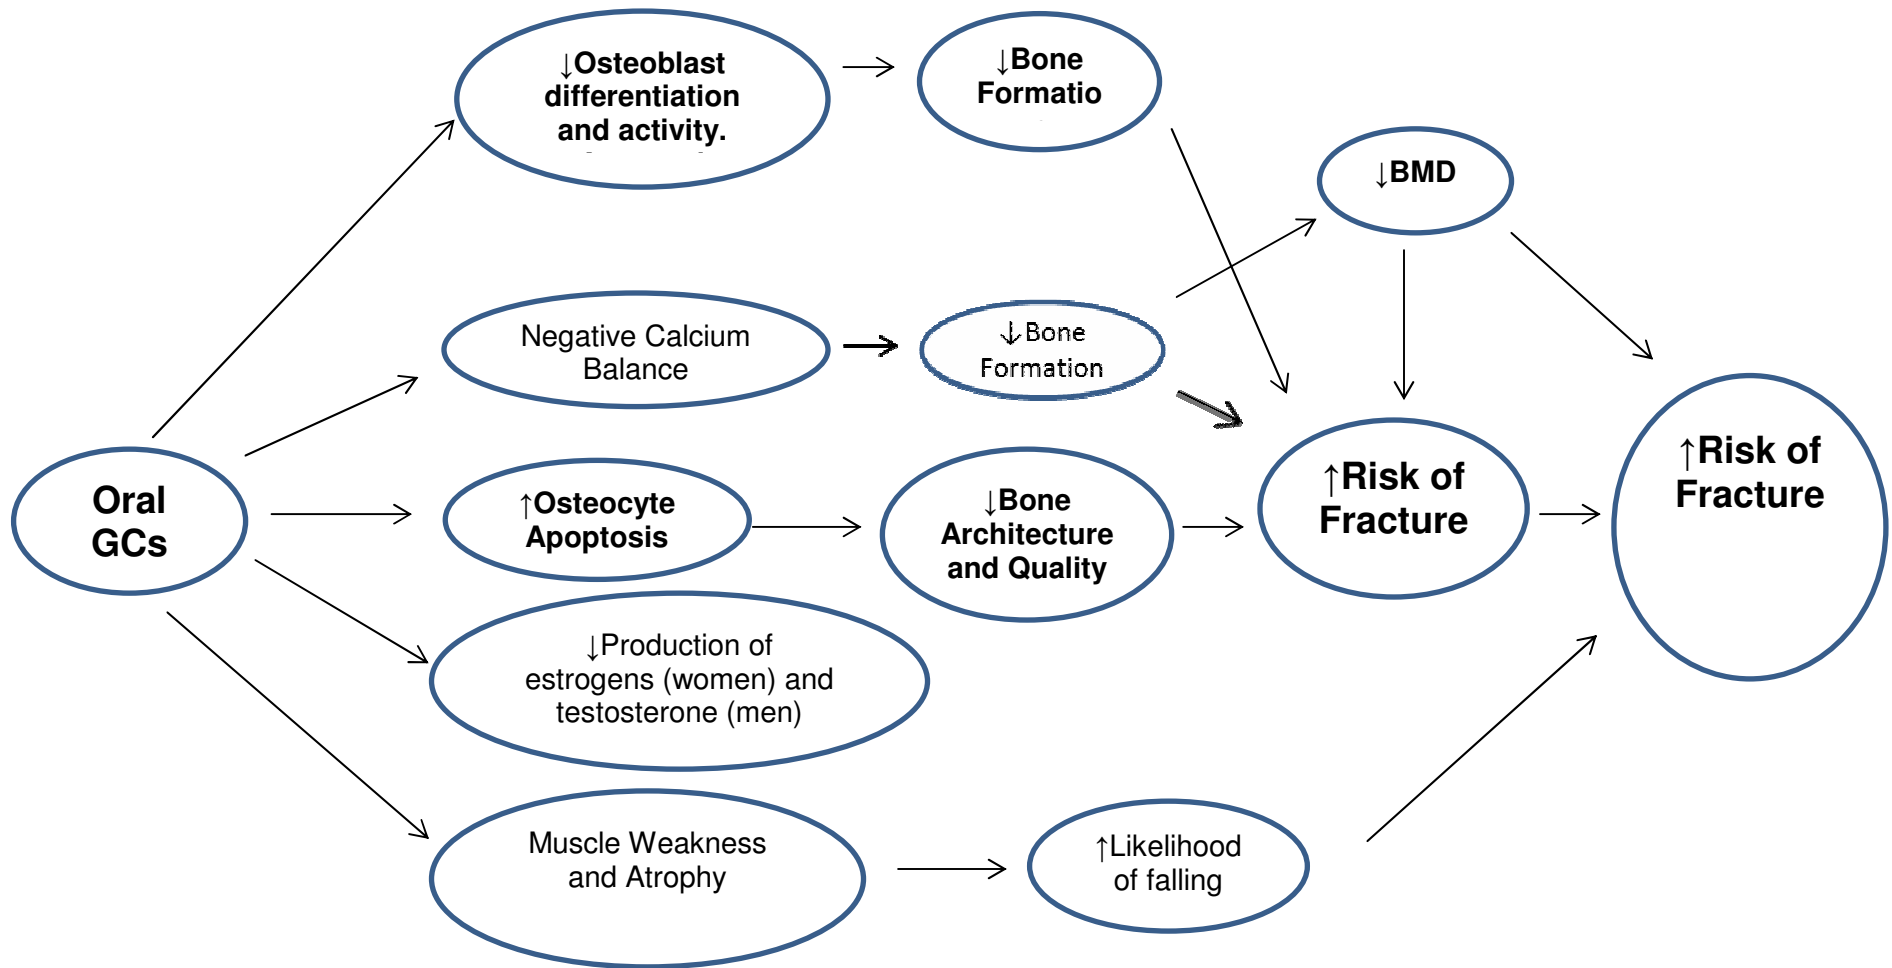 ↓Osteoblast
differentiation
and activity.
↓Bone
Formatio
↓BMD
Negative Calcium
Balance
↓Bone
Formation
Oral
GCs
↑Osteocyte
Apoptosis
↓Bone
Architecture
and Quality
↑Risk of
Fracture
↑Risk of
Fracture
↓Production of
estrogens (women) and
testosterone (men)
Muscle Weakness
and Atrophy
↑Likelihood
of falling